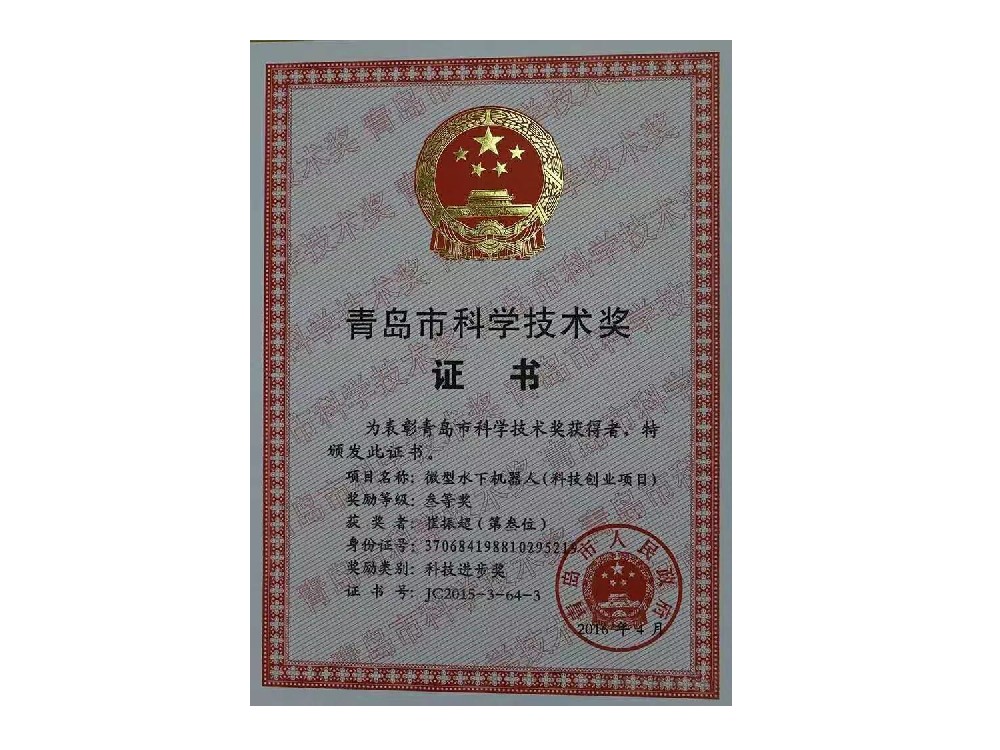 青岛市科学技术奖
证 书
为表彰青岛市科学技术奖获得者，特
颁发此证书。
项目名称：微型水下机器人(科技创业项目)
奖励等级：叁等奖
获 奖 者：崔振超(第叁位)
身份证号：37068419881029521
奖励类别：科技进步奖
证 书 号：JC2015-3-64-3
青岛市人民政府
2016 年 4 月